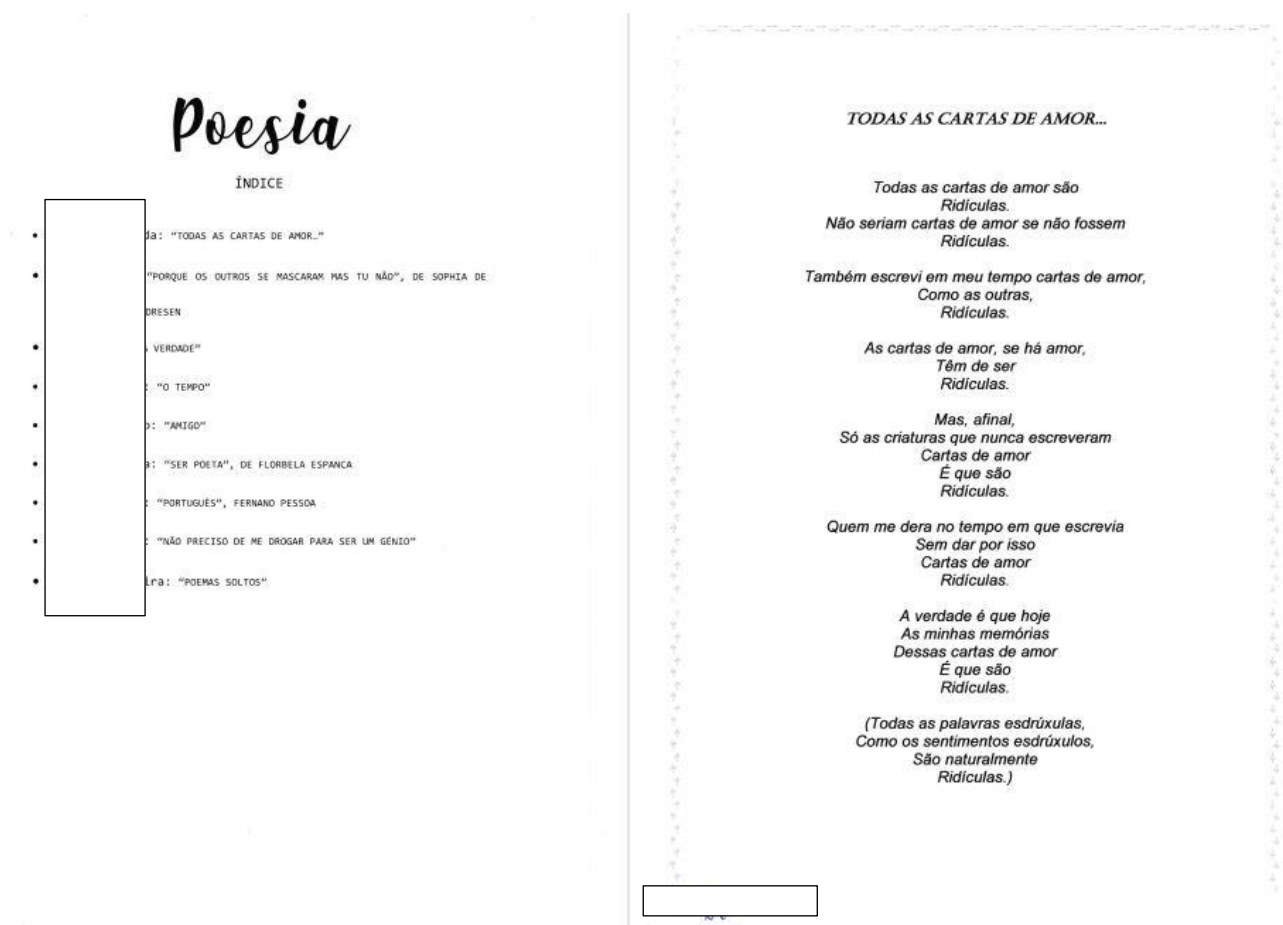 Poesia
ÍNDICE
da: "TODAS AS CARTAS DE AMOR…"
"PORQUE OS OUTROS SE MASCARAM MAS TU NÃO", DE SOPHIA DE
DRESEN
VERDADE"
: "O TEMPO"
o: "AMIGO"
a: "SER POETA", DE FLORBELA ESPANCA
: "PORTUGUÊS", FERNANO PESSOA
: "NÃO PRECISO DE ME DROGAR PARA SER UM GÉNIO"
ira: "POEMAS SOLTOS"
TODAS AS CARTAS DE AMOR...
Todas as cartas de amor são
Ridículas.
Não seriam cartas de amor se não fossem
Ridículas.
Também escrevi em meu tempo cartas de amor,
Como as outras,
Ridículas.
As cartas de amor, se há amor,
Têm de ser
Ridículas.
Mas, afinal,
Só as criaturas que nunca escreveram
Cartas de amor
É que são
Ridículas.
Quem me dera no tempo em que escrevia
Sem dar por isso
Cartas de amor
Ridículas.
A verdade é que hoje
As minhas memórias
Dessas cartas de amor
É que são
Ridículas.
(Todas as palavras esdrúxulas,
Como os sentimentos esdrúxulos,
São naturalmente
Ridículas.)